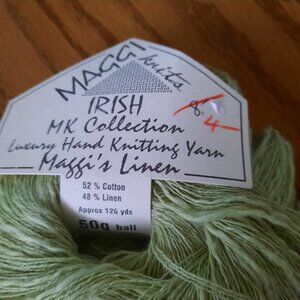 MAGGI
knits
IRISH
MK Collection
Luxury Hand Knitting Yarn
Maggi's Linen
52 % Cotton
48 % Linen
Approx 126 yds
50g ball
4